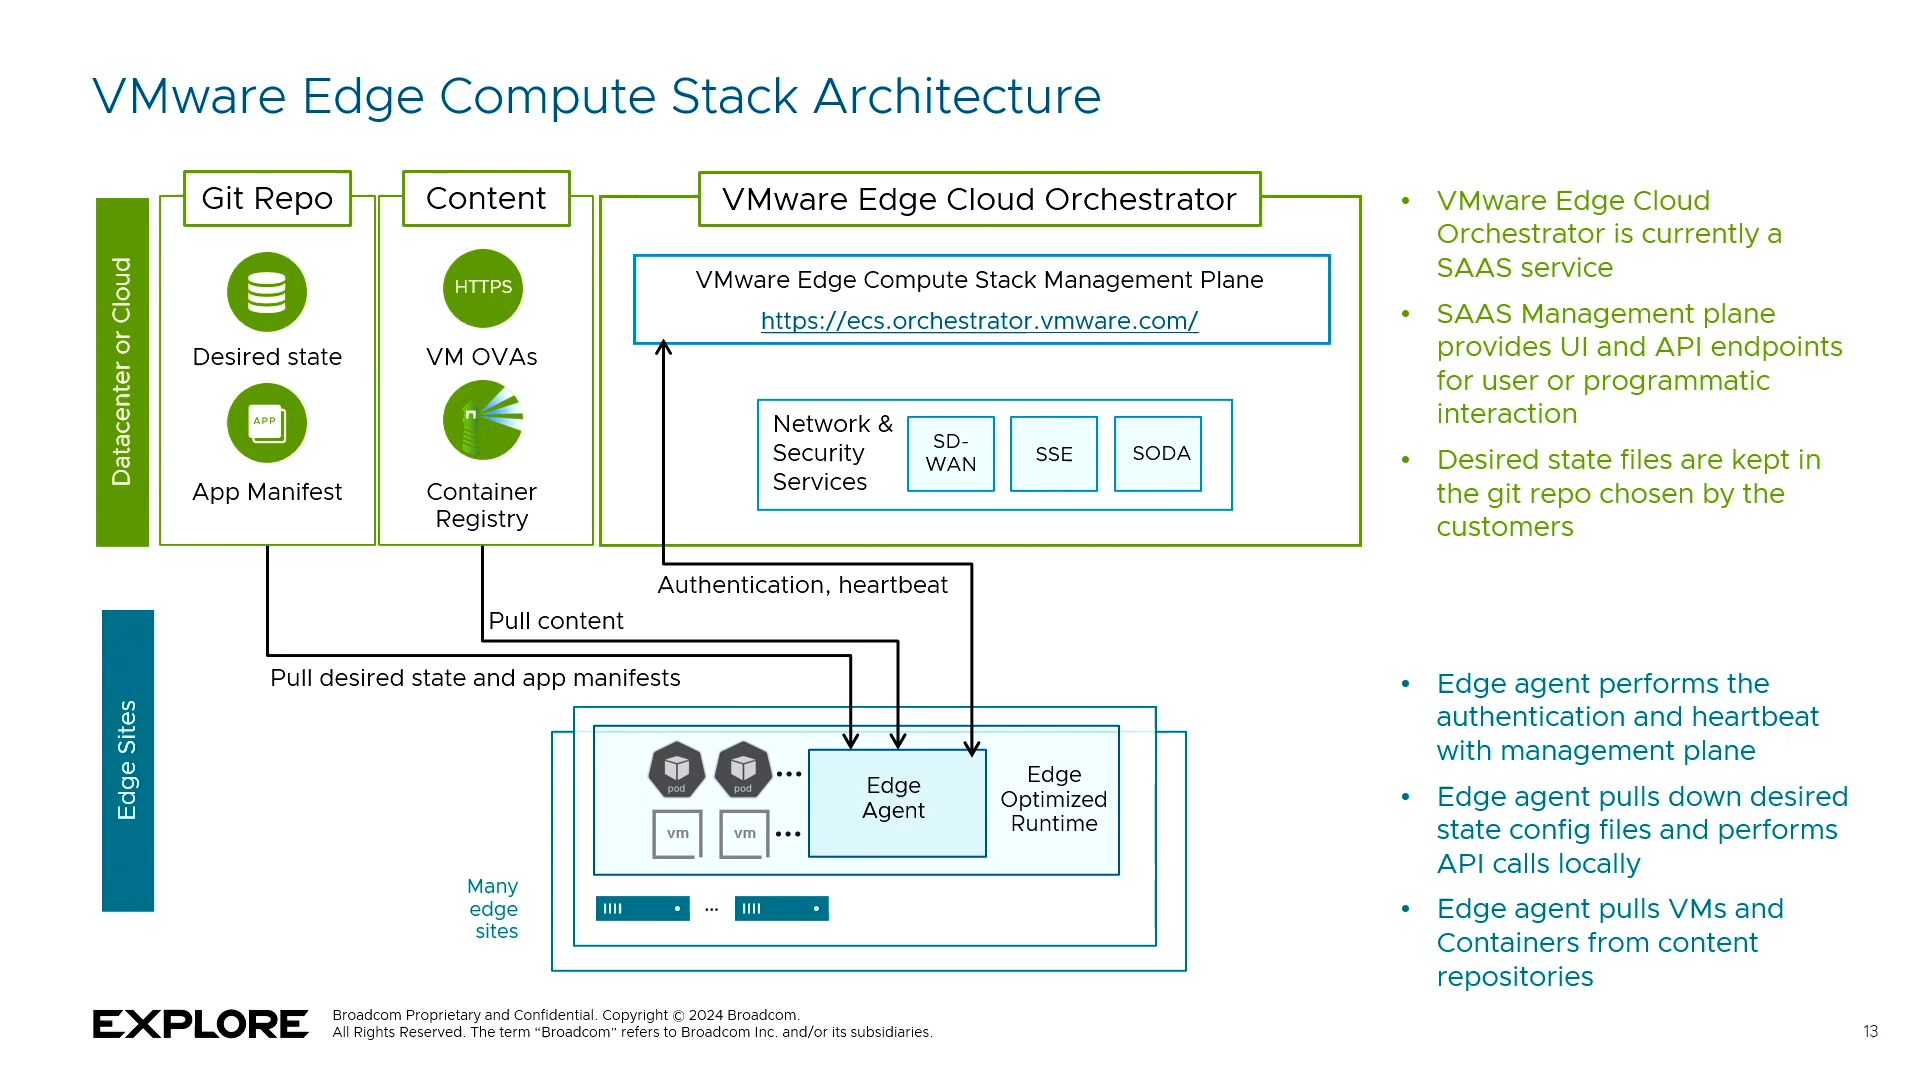 VMware Edge Compute Stack Architecture
Datacenter or Cloud
Git Repo
Desired state
APP
App Manifest
Content
HTTPS
VM OVAs
Container
Registry
VMware Edge Cloud Orchestrator
VMware Edge Compute Stack Management Plane
https://ecs.orchestrator.vmware.com/
Network &
Security
Services
SD-
WAN
SSE
SODA
• VMware Edge Cloud
Orchestrator is currently a
SAAS service
• SAAS Management plane
provides UI and API endpoints
for user or programmatic
interaction
• Desired state files are kept in
the git repo chosen by the
customers
Authentication, heartbeat
Pull content
Pull desired state and app manifests
Edge Sites
pod
pod
...
vm
vm
...
Edge
Agent
Edge
Optimized
Runtime
Many
edge
sites
...
• Edge agent performs the
authentication and heartbeat
with management plane
• Edge agent pulls down desired
state config files and performs
API calls locally
• Edge agent pulls VMs and
Containers from content
repositories
EXPLORE
Broadcom Proprietary and Confidential. Copyright © 2024 Broadcom.
All Rights Reserved. The term “Broadcom” refers to Broadcom Inc. and/or its subsidiaries.
13